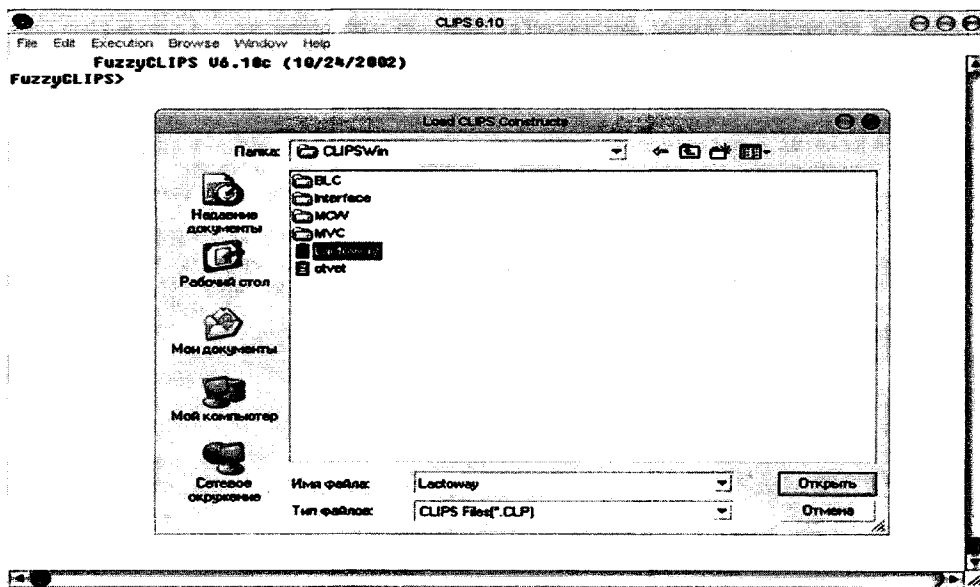 CLIPS 6.10
File Edit Execution Browse Window Help
FuzzyCLIPS V6.10c (10/24/2002)
FuzzyCLIPS>
Load CLIPS Constructs
Папка: CLIPSWin
BLC
Interface
MCW
MVC
otvet
Недавние документы
Рабочий стол
Мои документы
Мой компьютер
Сетевое окружение
Имя файла: Lactoway
Открыть
Тип файлов: CLIPS Files(*.CLP)
Отмена